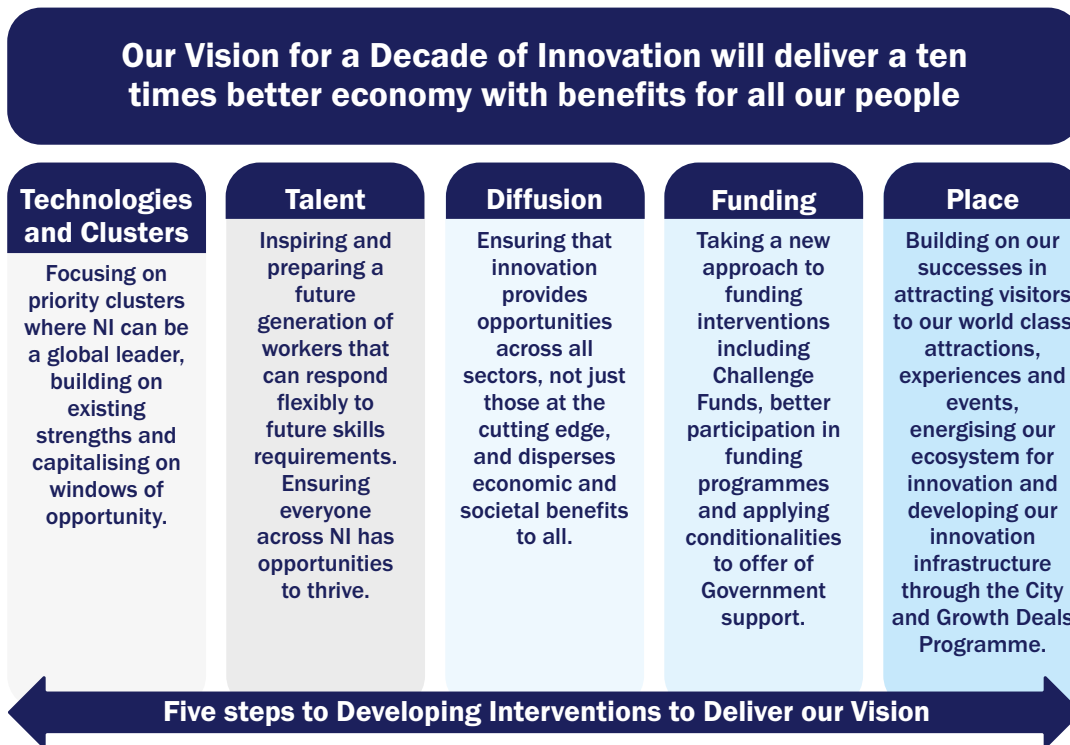 Our Vision for a Decade of Innovation will deliver a ten
times better economy with benefits for all our people
Technologies
and Clusters
Focusing on
priority clusters
where NI can be
a global leader,
building on
existing
strengths and
capitalising on
windows of
opportunity.
Talent
Inspiring and
preparing a
future
generation of
workers that
can respond
flexibly to
future skills
requirements.
Ensuring
everyone
across NI has
opportunities
to thrive.
Diffusion
Ensuring that
innovation
provides
opportunities
across all
sectors, not just
those at the
cutting edge,
and disperses
economic and
societal benefits
to all.
Funding
Taking a new
approach to
funding
interventions
including
Challenge
Funds, better
participation in
funding
programmes
and applying
conditionalities
to offer of
Government
support.
Place
Building on our
successes in
attracting visitors
to our world class
attractions,
experiences and
events,
energising our
ecosystem for
innovation and
developing our
innovation
infrastructure
through the City
and Growth Deals
Programme.
Five steps to Developing Interventions to Deliver our Vision